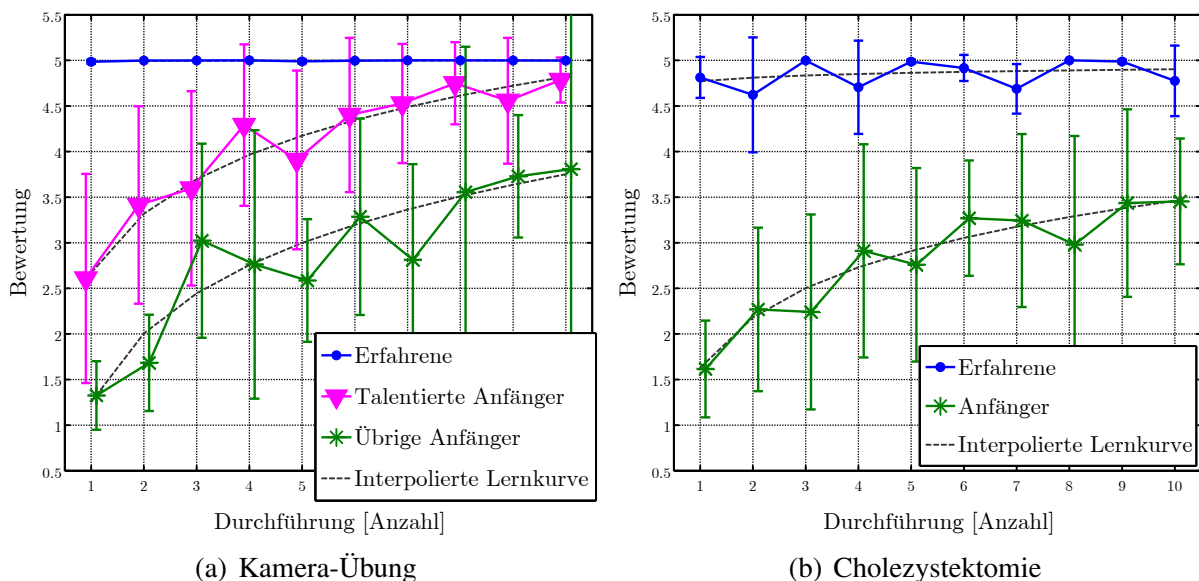 5.5
5
4.5
4
3.5
3
2.5
2
1.5
1
0.5
Bewertung
1 2 3 4 5
Durchführung [Anzahl]
Erfahrene
Talentierte Anfänger
Übrige Anfänger
Interpolierte Lernkurve
(a) Kamera-Übung
5.5
5
4.5
4
3.5
3
2.5
2
1.5
1
0.5
Bewertung
1 2 3 4 5 6 7 8 9 10
Durchführung [Anzahl]
Erfahrene
Anfänger
Interpolierte Lernkurve
(b) Cholezystektomie